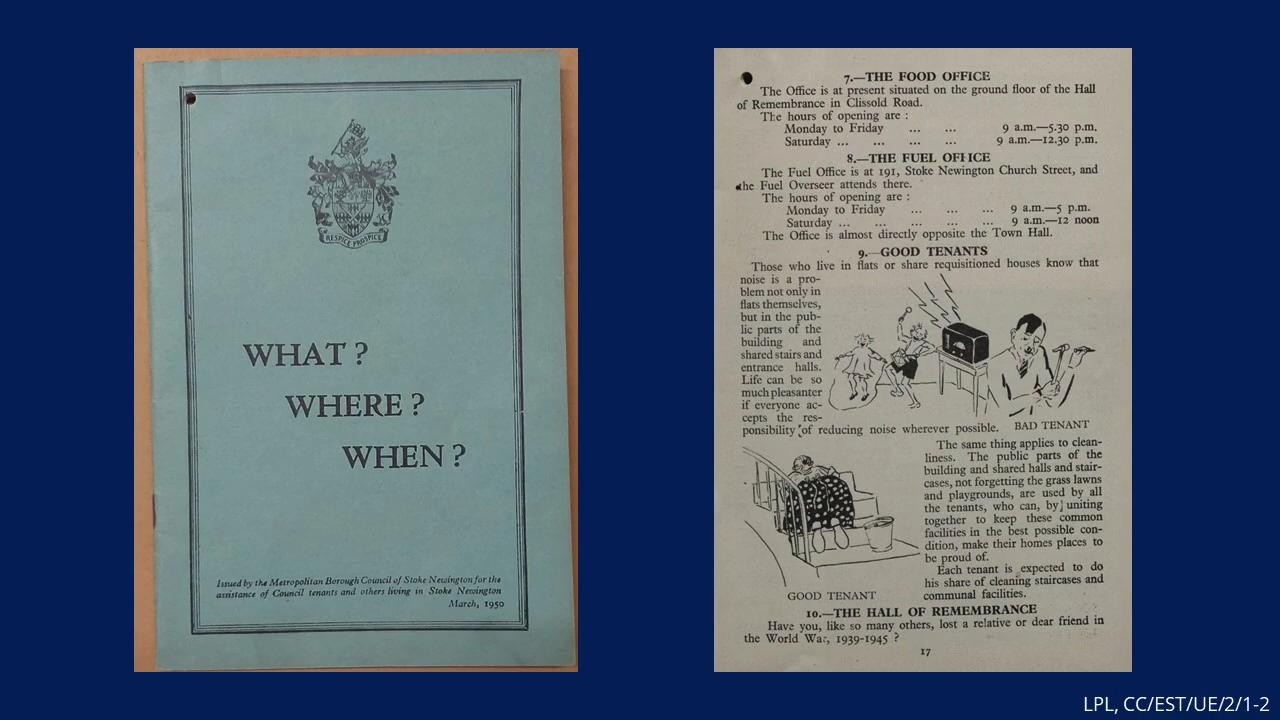 RESPICE PROSPICE
WHAT ?
WHERE ?
WHEN ?
Issued by the Metropolitan Borough Council of Stoke Newington for the
assistance of Council tenants and others living in Stoke Newington
March, 1950
7.—THE FOOD OFFICE
The Office is at present situated on the ground floor of the Hall
of Remembrance in Clissold Road.
The hours of opening are :
Monday to Friday ... ... 9 a.m.—5.30 p.m.
Saturday ... ... ... ... 9 a.m.—12.30 p.m.
8.—THE FUEL OFFICE
The Fuel Office is at 191, Stoke Newington Church Street, and
the Fuel Overseer attends there.
The hours of opening are :
Monday to Friday ... ... ... 9 a.m.—5 p.m.
Saturday ... ... ... ... ... 9 a.m.—12 noon
The Office is almost directly opposite the Town Hall.
9.—GOOD TENANTS
Those who live in flats or share requisitioned houses know that
noise is a pro-
blem not only in
flats themselves,
but in the pub-
lic parts of the
building and
shared stairs and
entrance halls.
Life can be so
much pleasanter
if everyone ac-
cepts the res-
ponsibility of reducing noise wherever possible.
BAD TENANT
The same thing applies to clean-
liness. The public parts of the
building and shared halls and stair-
cases, not forgetting the grass lawns
and playgrounds, are used by all
the tenants, who can, by uniting
together to keep these common
facilities in the best possible con-
dition, make their homes places to
be proud of.
Each tenant is expected to do
his share of cleaning staircases and
communal facilities.
GOOD TENANT
10.—THE HALL OF REMEMBRANCE
Have you, like so many others, lost a relative or dear friend in
the World War, 1939-1945 ?
17
LPL, CC/EST/UE/2/1-2